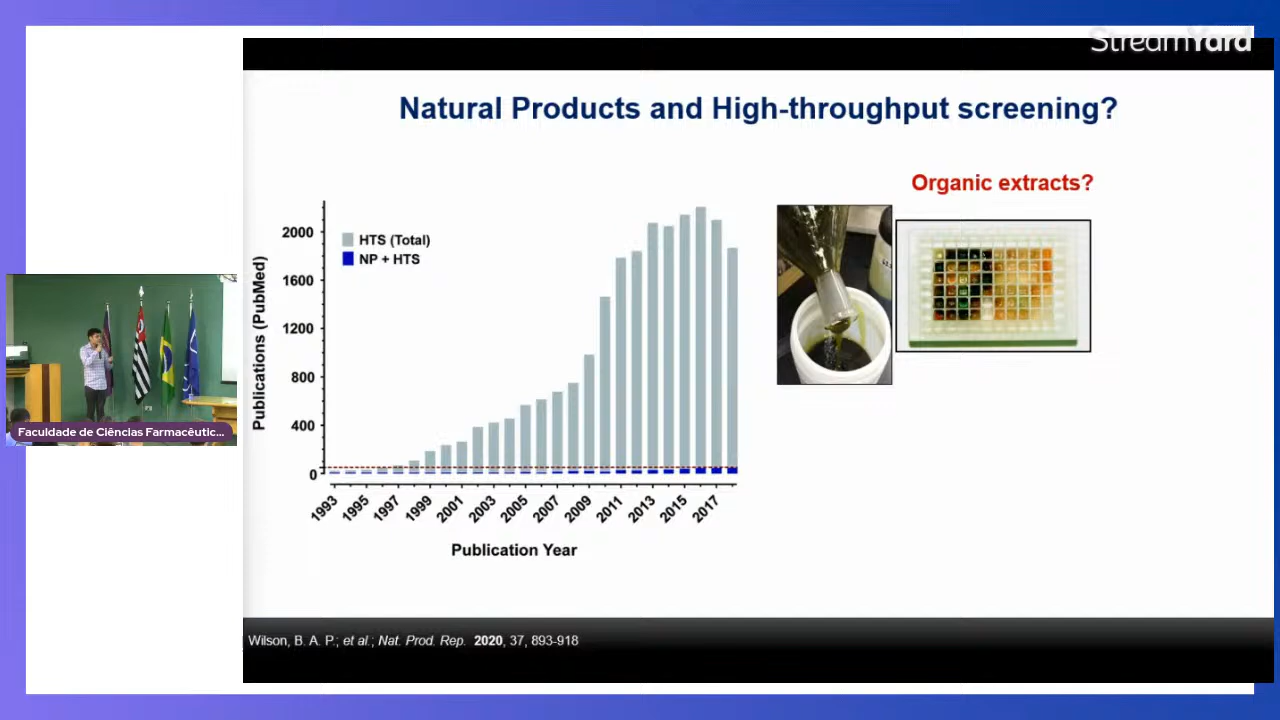 StreamYard
Natural Products and High-throughput screening?
Organic extracts?
HTS (Total)
NP + HTS
Publications (PubMed)
2000
1600
1200
800
400
0
1993
1995
1997
1999
2001
2003
2005
2007
2009
2011
2013
2015
2017
Publication Year
Faculdade de Ciências Farmacêutic...
Wilson, B. A. P.; et al.; Nat. Prod. Rep. 2020, 37, 893-918